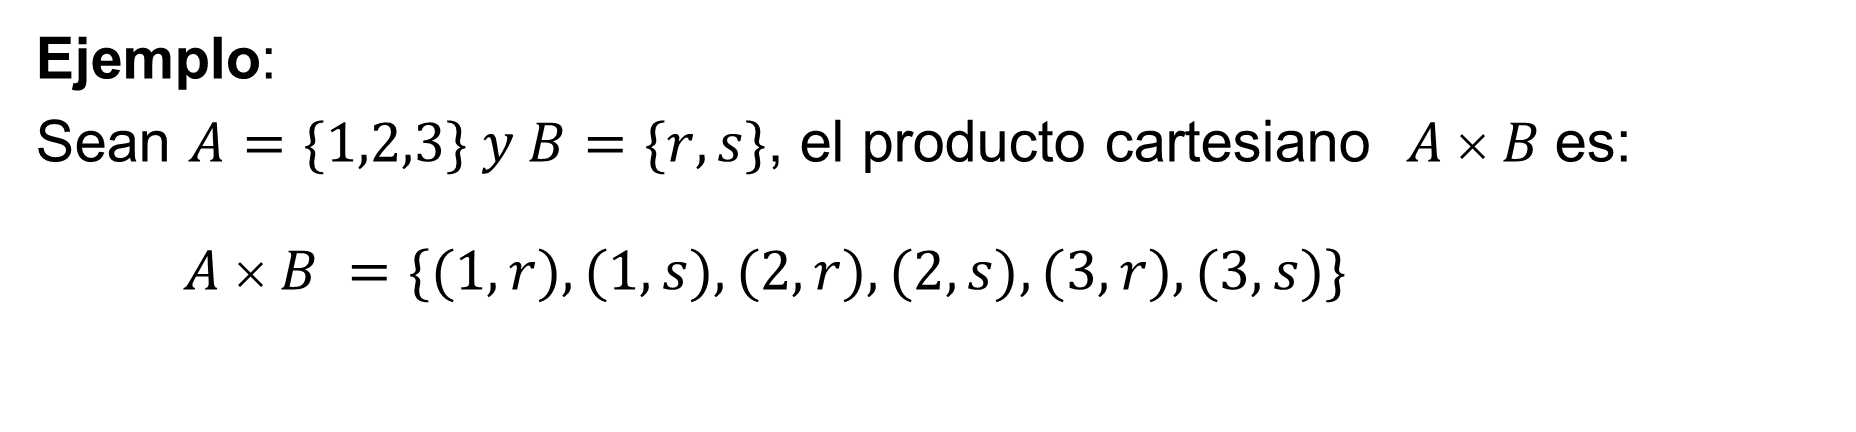 Ejemplo:
Sean A = {1,2,3} y B = {r, s}, el producto cartesiano A × B es:
A × B = {(1, r), (1, s), (2, r), (2, s), (3, r), (3, s)}